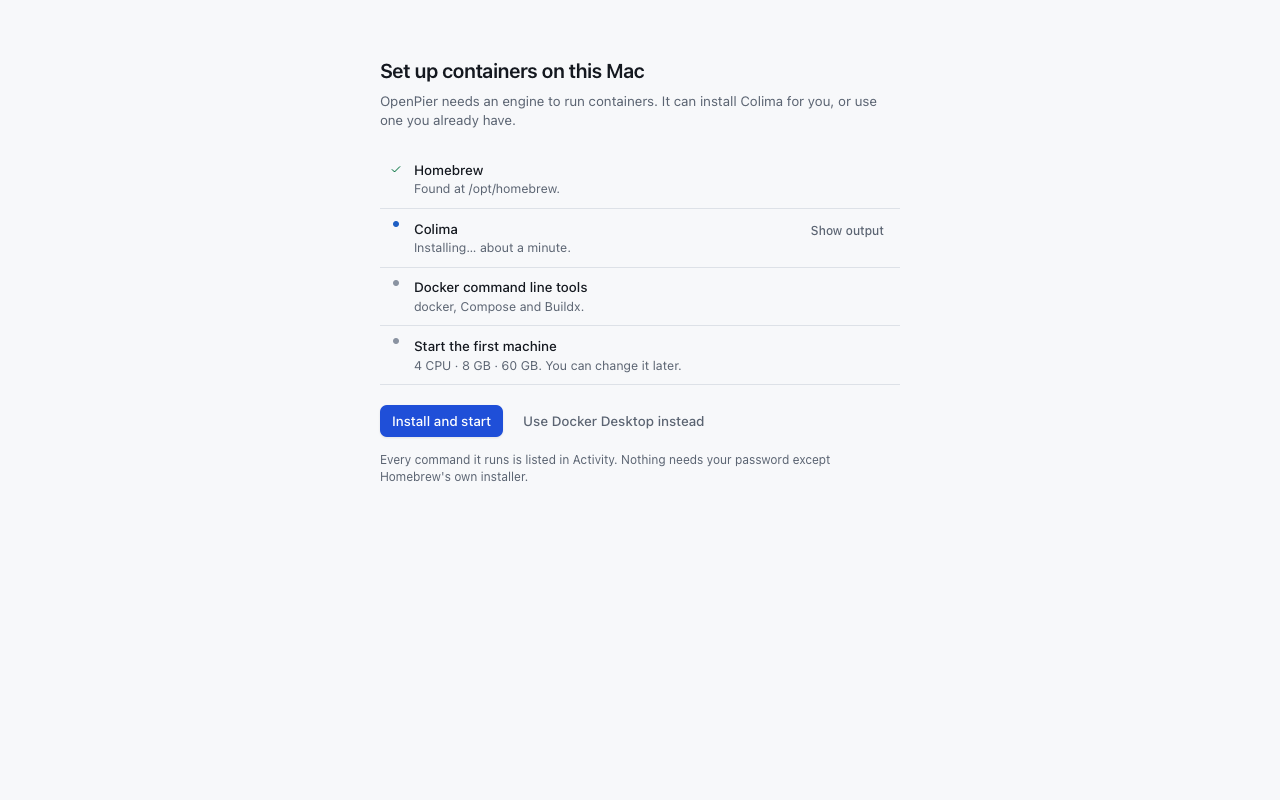 Set up containers on this Mac
OpenPier needs an engine to run containers. It can install Colima for you, or use
one you already have.
Homebrew
Found at /opt/homebrew.
Colima
Show output
Installing… about a minute.
Docker command line tools
docker, Compose and Buildx.
Start the first machine
4 CPU · 8 GB · 60 GB. You can change it later.
Install and start
Use Docker Desktop instead
Every command it runs is listed in Activity. Nothing needs your password except
Homebrew's own installer.